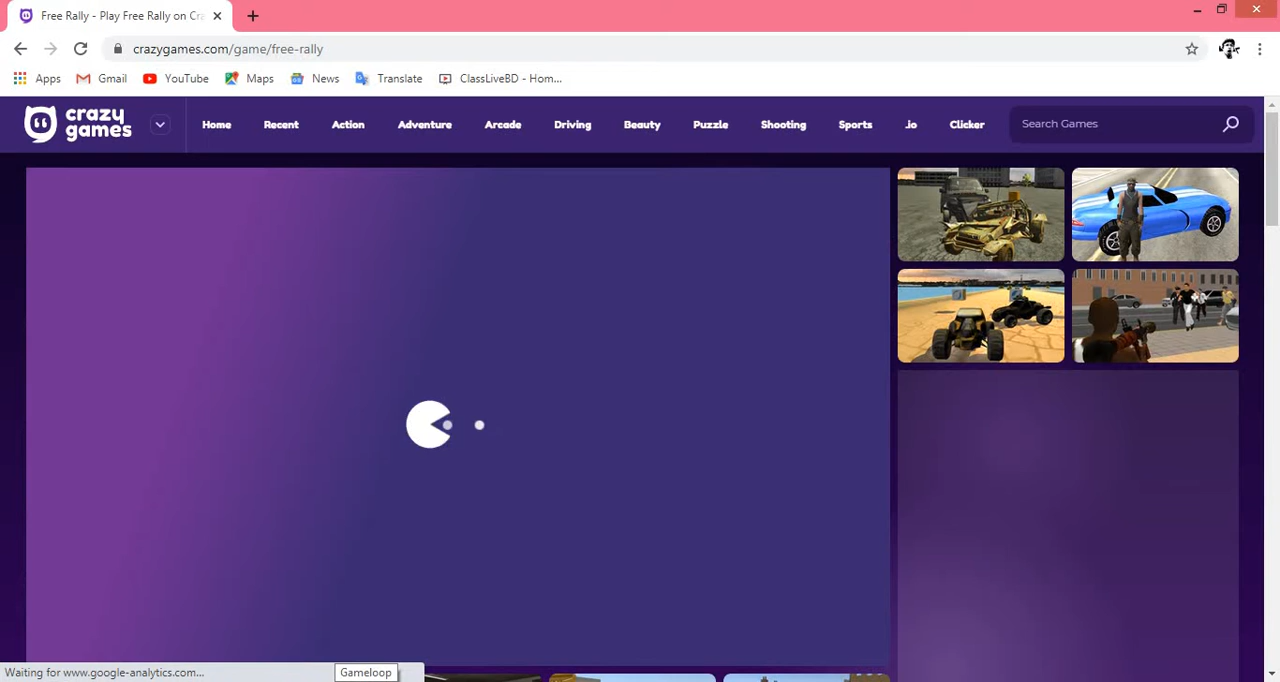 Free Rally - Play Free Rally on Cra
crazygames.com/game/free-rally
Apps Gmail YouTube Maps News Translate ClassLiveBD - Hom...
crazy games Home Recent Action Adventure Arcade Driving Beauty Puzzle Shooting Sports .io Clicker Search Games
Waiting for www.google-analytics.com... Gameloop